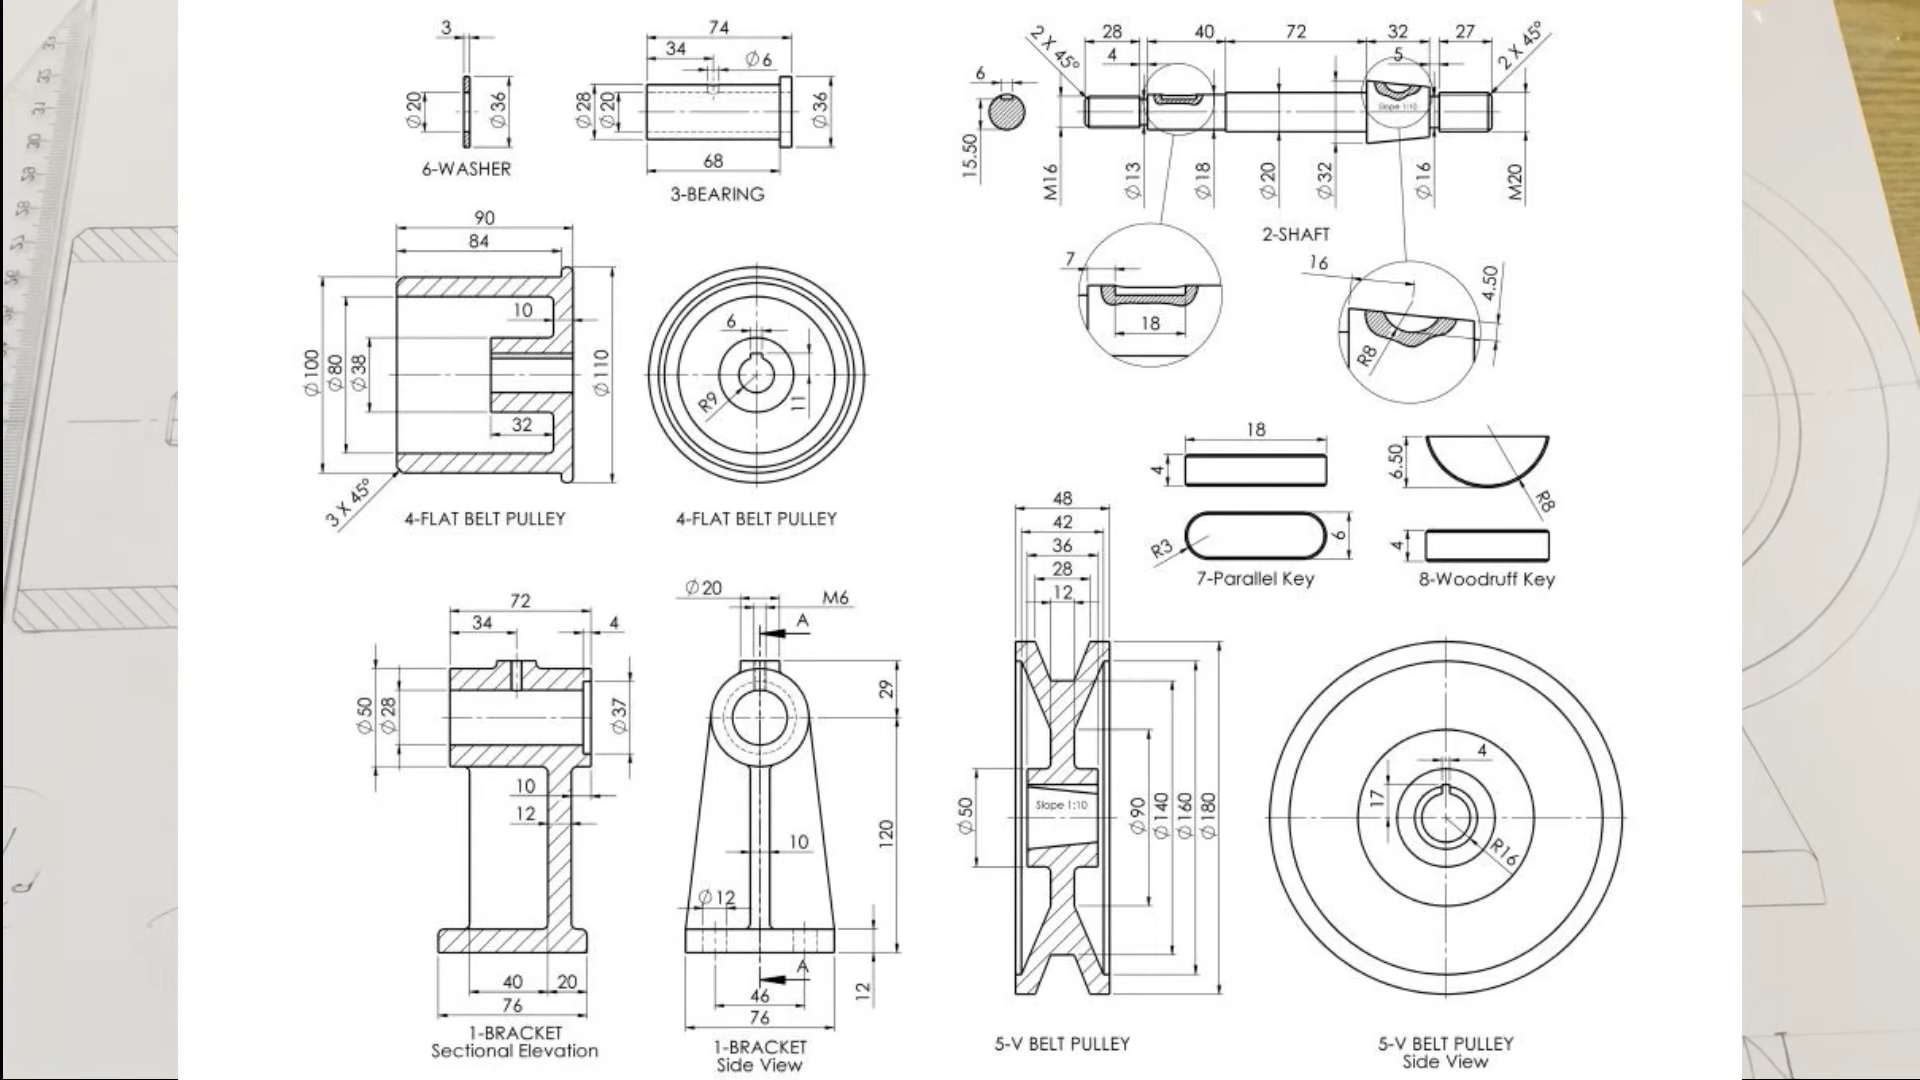 3
Ø20
Ø36
6-WASHER
74
34
Ø6
Ø28
Ø20
Ø36
68
3-BEARING
2 X 45°
28
40
72
32
27
2 X 45°
4
5
6
15.50
Slope 1:10
M16
Ø13
Ø18
Ø20
Ø32
Ø16
M20
2-SHAFT
7
18
16
4.50
R8
90
84
10
Ø100
Ø80
Ø38
Ø110
32
3 X 45°
4-FLAT BELT PULLEY
6
R9
11
4-FLAT BELT PULLEY
18
4
R3
6
7-Parallel Key
6.50
R8
4
8-Woodruff Key
72
34
4
Ø50
Ø28
Ø37
10
12
40
20
76
1-BRACKET
Sectional Elevation
Ø20
M6
A
29
120
10
Ø12
A
46
76
12
1-BRACKET
Side View
48
42
36
28
12
Ø50
Slope 1:10
Ø90
Ø140
Ø160
Ø180
5-V BELT PULLEY
4
17
R16
5-V BELT PULLEY
Side View